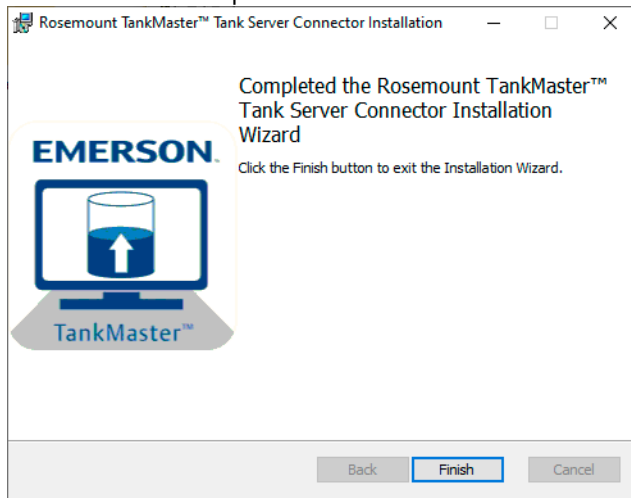 Rosemount TankMaster™ Tank Server Connector Installation
Completed the Rosemount TankMaster™
Tank Server Connector Installation
Wizard
Click the Finish button to exit the Installation Wizard.
EMERSON.
TankMaster™
Back
Finish
Cancel